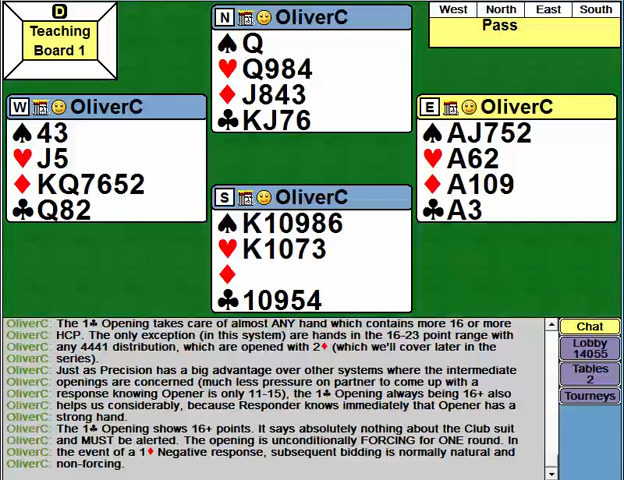 D
Teaching
Board 1
N OliverC
♠ Q
♥ Q984
♦ J843
♣ KJ76
West North East South
Pass
W OliverC
♠ 43
♥ J5
♦ KQ7652
♣ Q82
E OliverC
♠ AJ752
♥ A62
♦ A109
♣ A3
S OliverC
♠ K10986
♥ K1073
♦
♣ 10954
OliverC: The 1♣ Opening takes care of almost ANY hand which contains more 16 or more
OliverC: HCP. The only exception (in this system) are hands in the 16-23 point range with
OliverC: any 4441 distribution, which are opened with 2♦ (which we'll cover later in the
OliverC: series).
OliverC: Just as Precision has a big advantage over other systems where the intermediate
OliverC: openings are concerned (much less pressure on partner to come up with a
OliverC: response knowing Opener is only 11-15), the 1♣ Opening always being 16+ also
OliverC: helps us considerably, because Responder knows immediately that Opener has a
OliverC: strong hand.
OliverC: The 1♣ Opening shows 16+ points. It says absolutely nothing about the Club suit
OliverC: and MUST be alerted. The opening is unconditionally FORCING for ONE round. In
OliverC: the event of a 1♦ Negative response, subsequent bidding is normally natural and
OliverC: non-forcing.
Chat
Lobby
14055
Tables
2
Tourneys